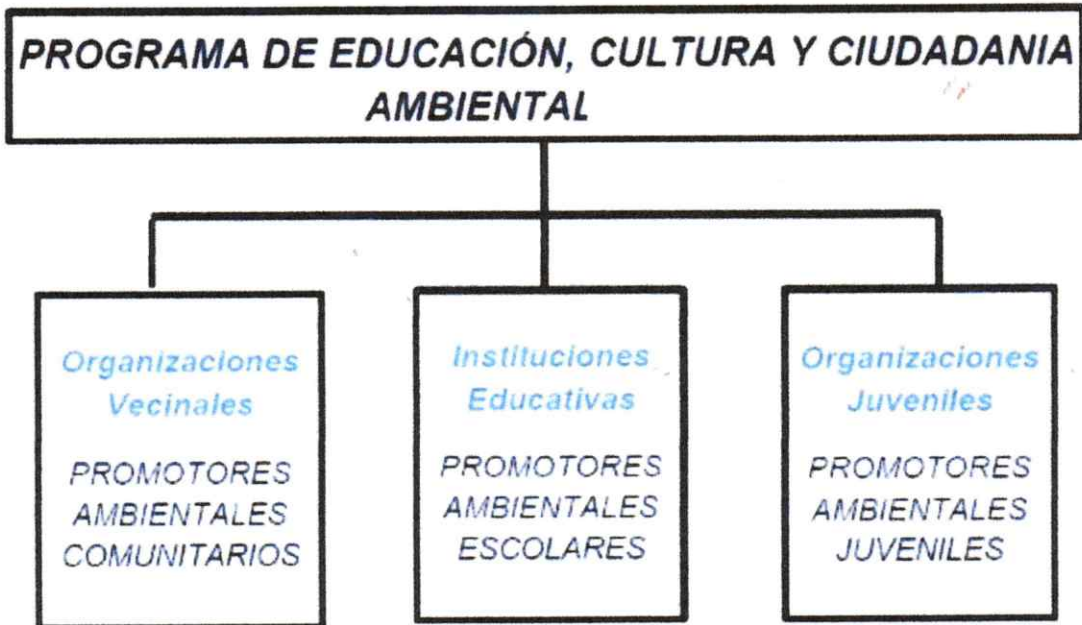 PROGRAMA DE EDUCACIÓN, CULTURA Y CIUDADANIA
AMBIENTAL
Organizaciones
Vecinales
PROMOTORES
AMBIENTALES
COMUNITARIOS
Instituciones
Educativas
PROMOTORES
AMBIENTALES
ESCOLARES
Organizaciones
Juveniles
PROMOTORES
AMBIENTALES
JUVENILES